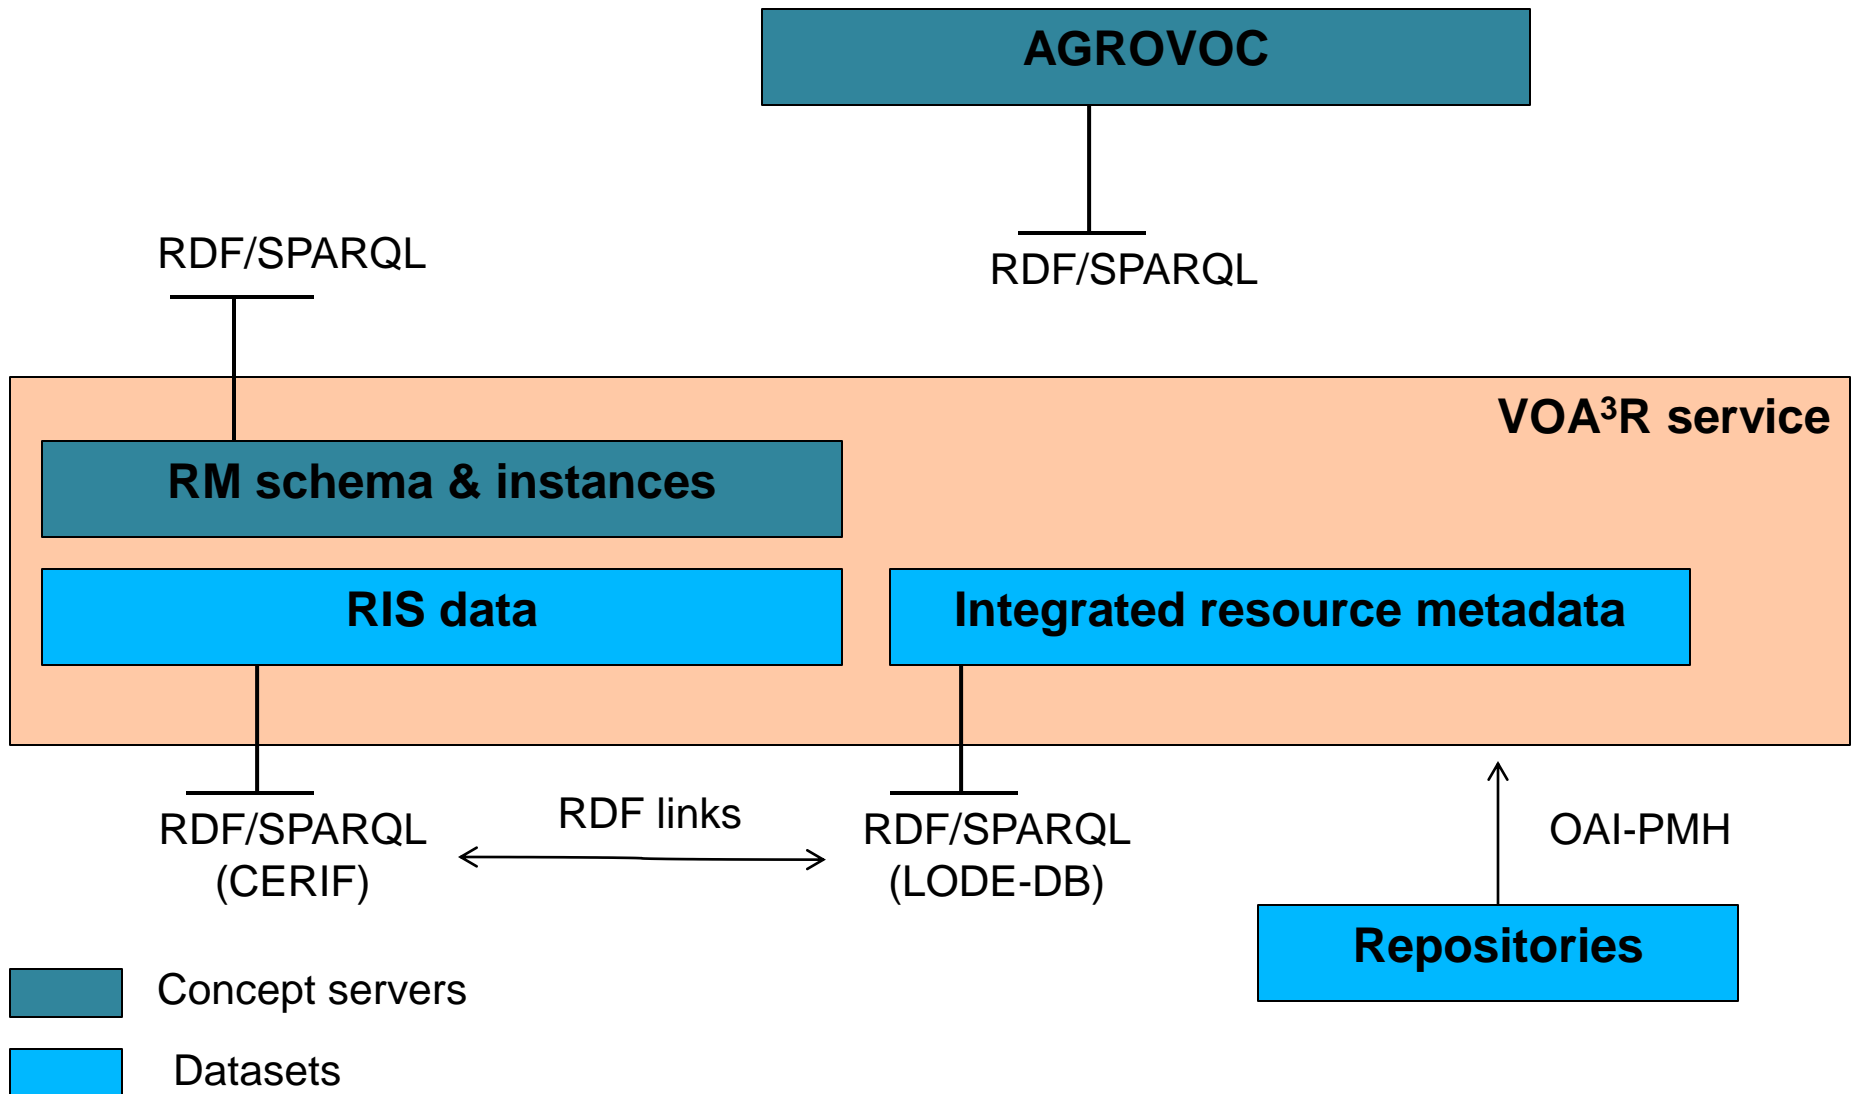 AGROVOC
RDF/SPARQL
RDF/SPARQL
VOA³R service
RM schema & instances
RIS data
Integrated resource metadata
RDF/SPARQL
(CERIF)
RDF links
RDF/SPARQL
(LODE-DB)
OAI-PMH
Repositories
Concept servers
Datasets